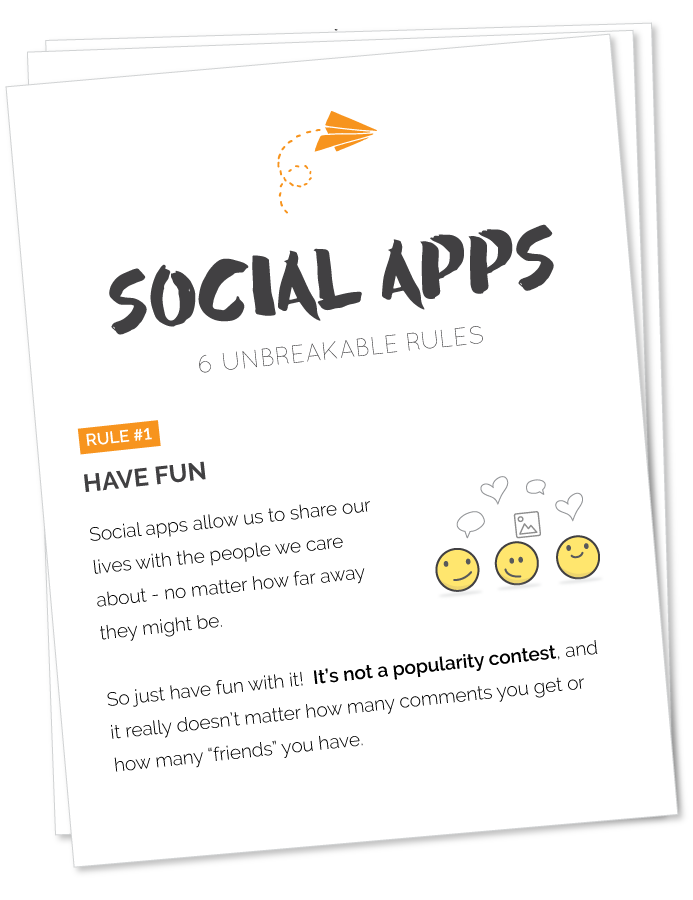 SOCIAL APPS
6 UNBREAKABLE RULES
RULE #1
HAVE FUN
Social apps allow us to share our
lives with the people we care
about - no matter how far away
they might be.
So just have fun with it!  It's not a popularity contest, and
it really doesn't matter how many comments you get or
how many “friends” you have.